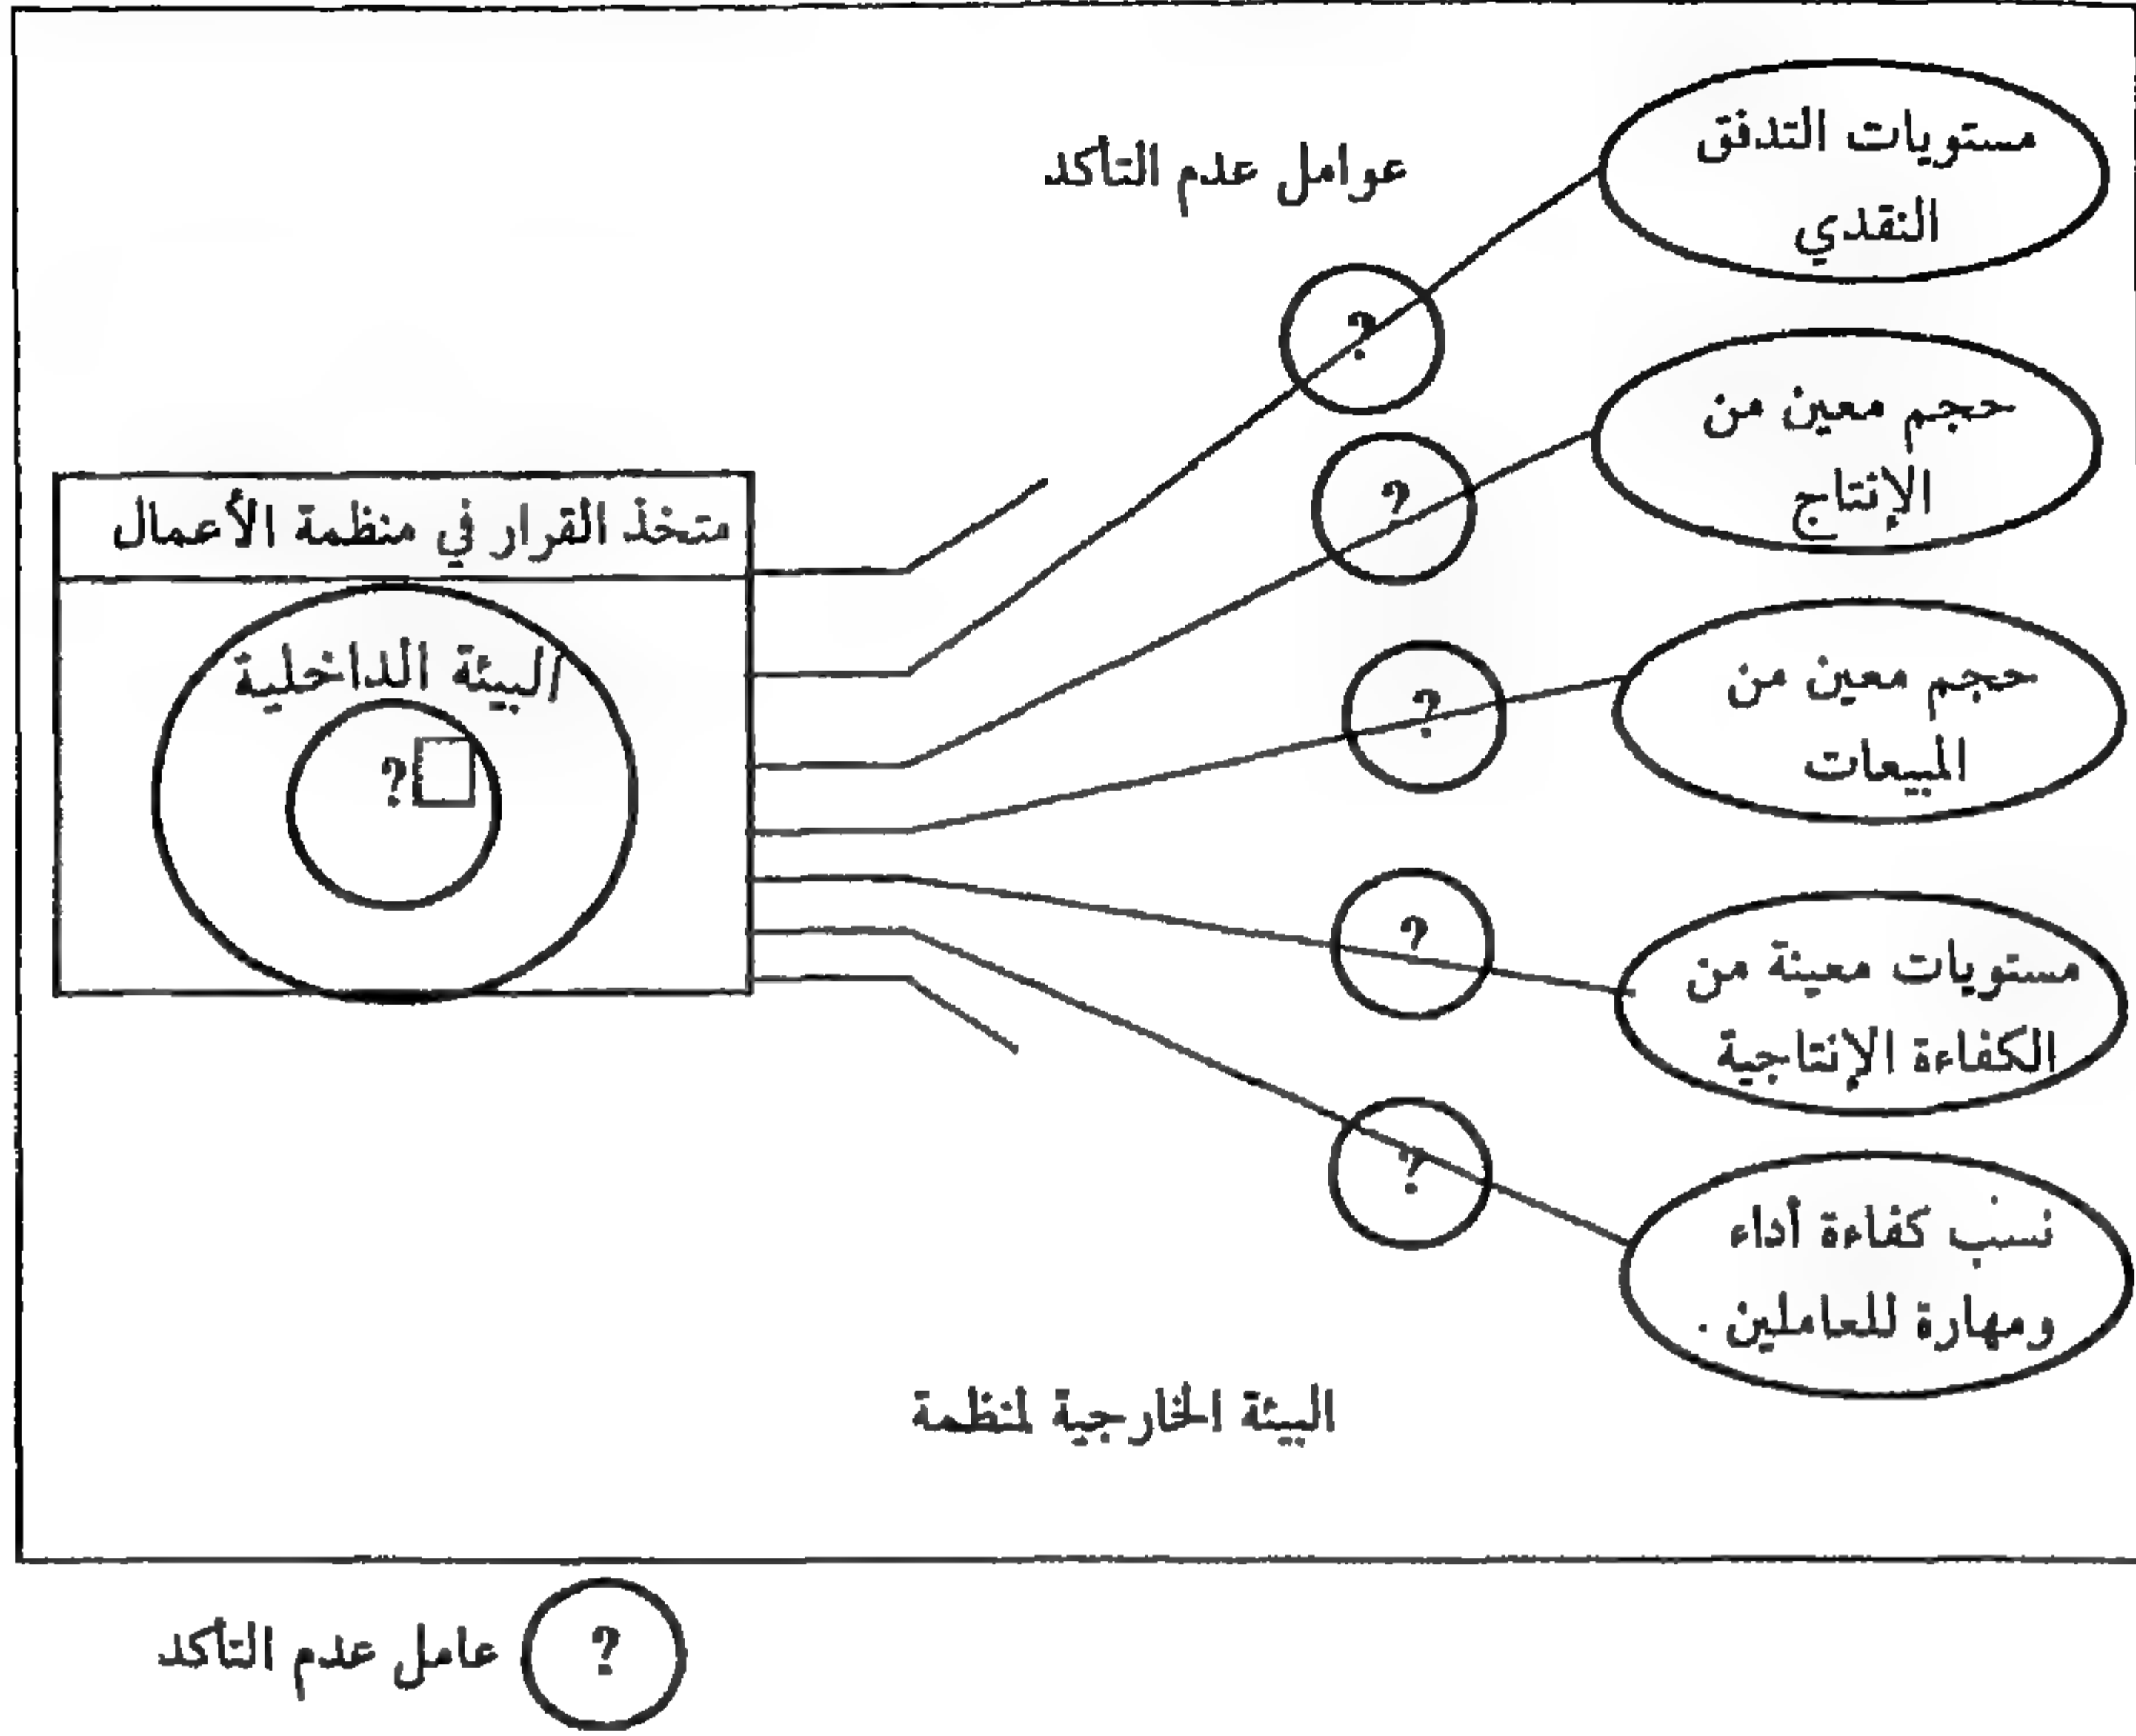 عوامل عدم التأكد
مستويات التدفق
النقدي
?
حجم معين من
الإنتاج
?
متخذ القرار في منظمة الأعمال
البيئة الداخلية
?
حجم معين من
المبيعات
?
مستويات معينة من
الكفاءة الإنتاجية
?
نسب كفاءة أداء
ومهارة للعاملين .
?
البيئة الخارجية لمنظمة
?
عامل عدم التأكد